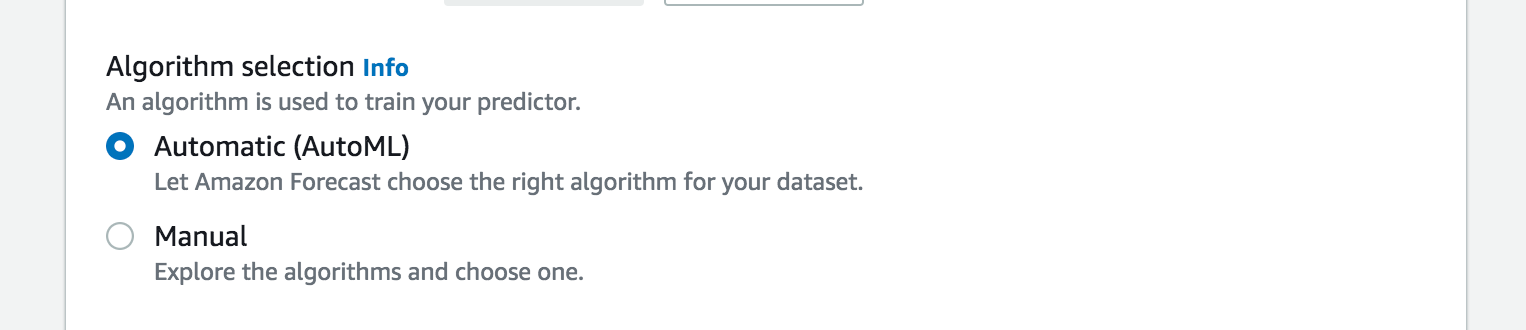 Algorithm selection Info
An algorithm is used to train your predictor.
Automatic (AutoML)
Let Amazon Forecast choose the right algorithm for your dataset.
Manual
Explore the algorithms and choose one.